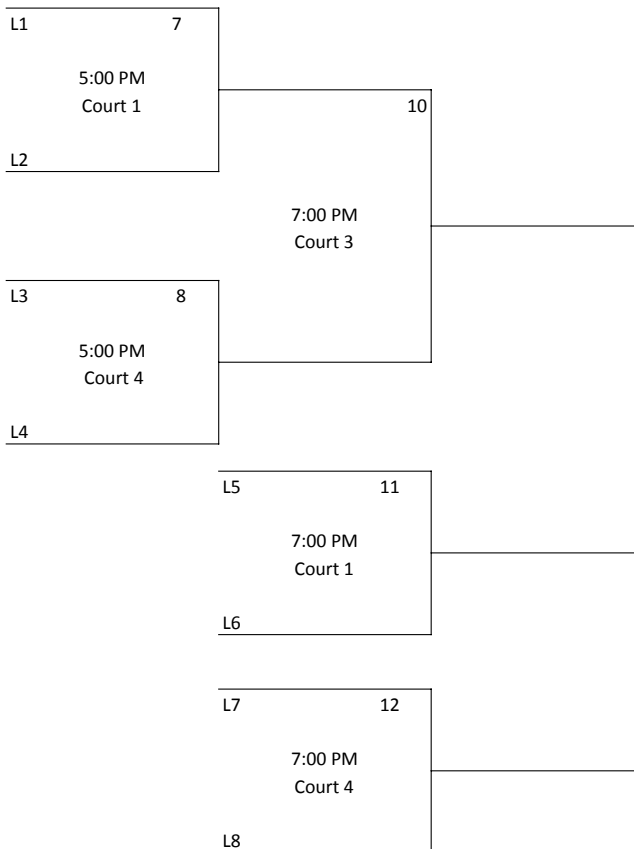 L1 7
5:00 PM
Court 1
10
L2
7:00 PM
Court 3
L3 8
5:00 PM
Court 4
L4
L5 11
7:00 PM
Court 1
L6
L7 12
7:00 PM
Court 4
L8